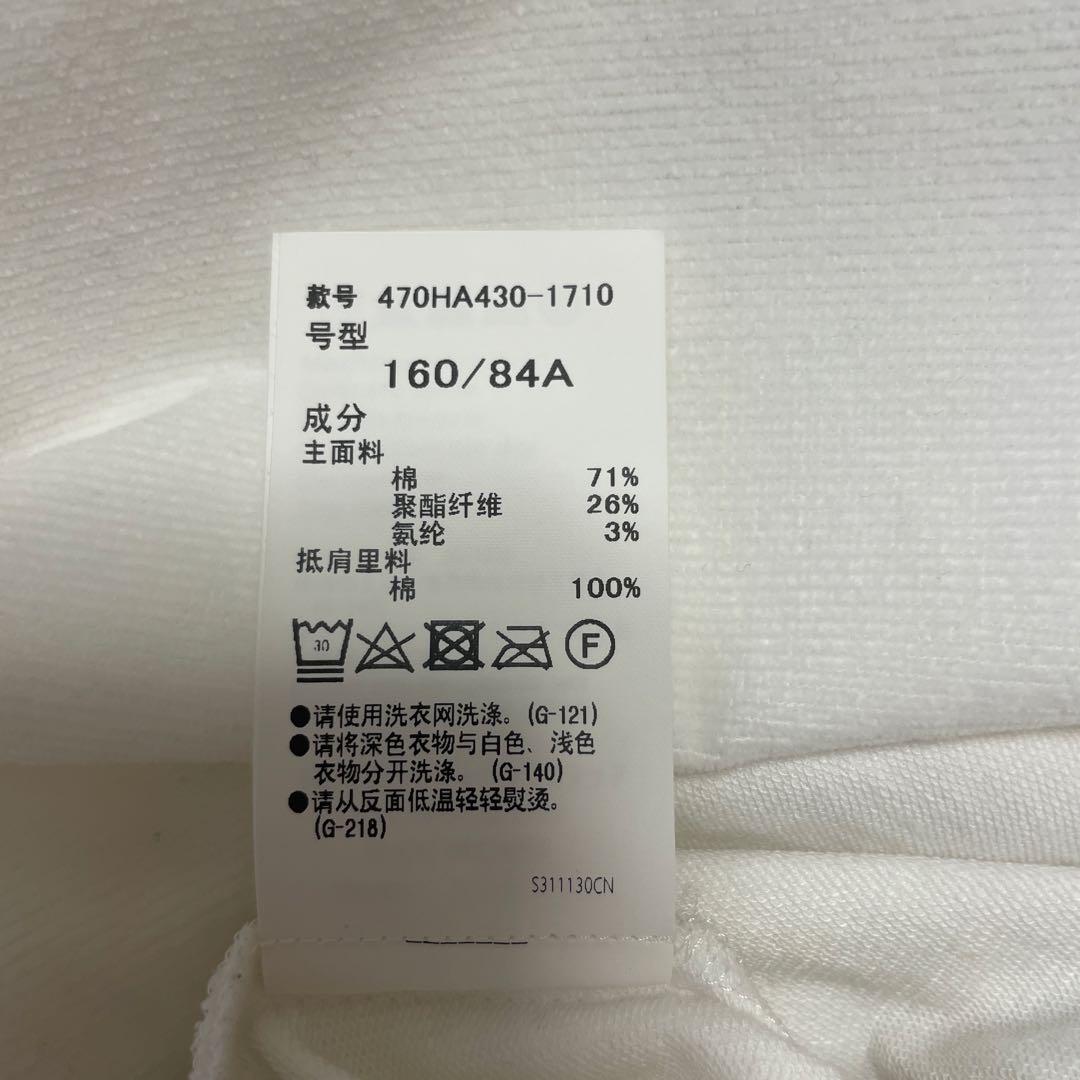 款号 470HA430-1710
号型
160/84A
成分
主面料
棉 71%
聚酯纤维 26%
氨纶 3%
抵肩里料
棉 100%
30
F
●请使用洗衣网洗涤。(G-121)
●请将深色衣物与白色、浅色
衣物分开洗涤。(G-140)
●请从反面低温轻轻熨烫。
(G-218)
S311130CN